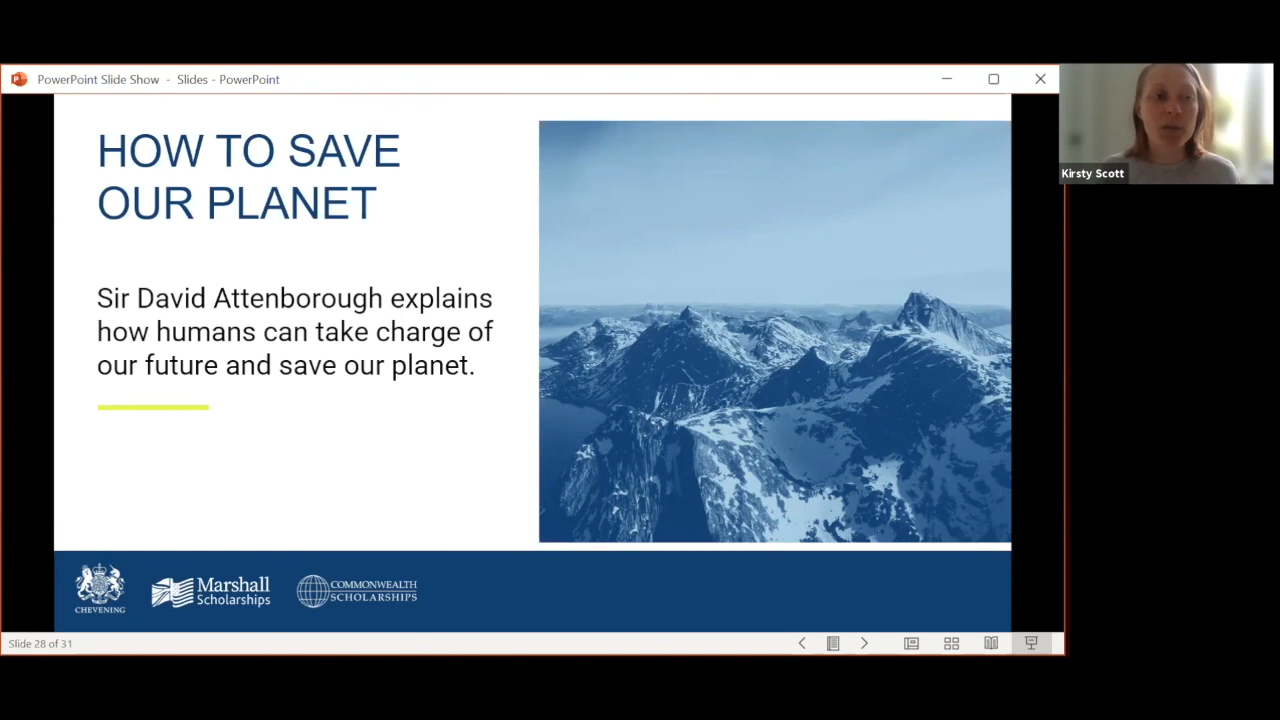 PowerPoint Slide Show - Slides - PowerPoint
Kirsty Scott
HOW TO SAVE
OUR PLANET
Sir David Attenborough explains
how humans can take charge of
our future and save our planet.
CHEVENING
Marshall
Scholarships
COMMONWEALTH
SCHOLARSHIPS
Slide 28 of 31